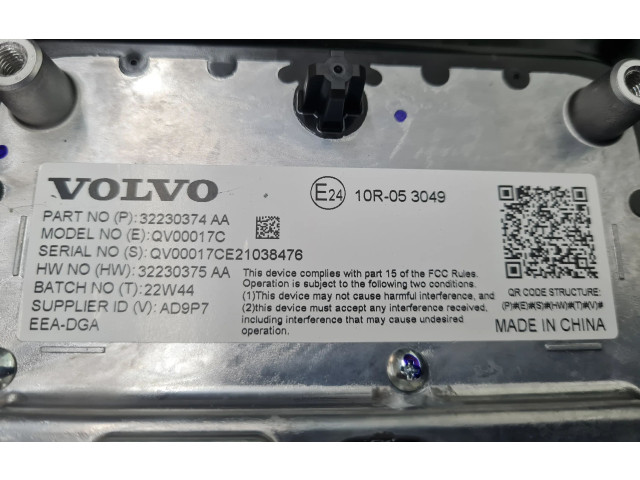 VOLVO
PART NO (P):32230374 AA
MODEL NO (E): QV00017C
SERIAL NO (S): QV00017CE21038476
HW NO (HW): 32230375 AA
BATCH NO (T): 22W44
SUPPLIER ID (V): AD9P7
EEA-DGA
E24 10R-05 3049
This device complies with part 15 of the FCC Rules.
Operation is subject to the following two conditions.
(1)This device may not cause harmful interference, and
(2)this device must accept any interference received,
including interference that may cause undesired
operation.
QR CODE STRUCTURE:
(P)#(E)#(S)#(HW)#(T)#(V)#
MADE IN CHINA